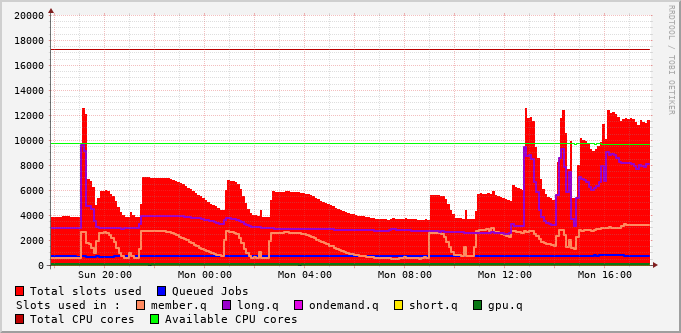 RRDTOOL / TOBI OETIKER
20000
18000
16000
14000
12000
10000
8000
6000
4000
2000
0
Sun 20:00 Mon 00:00 Mon 04:00 Mon 08:00 Mon 12:00 Mon 16:00
Total slots used Queued Jobs
Slots used in : member.q long.q ondemand.q short.q gpu.q
Total CPU cores Available CPU cores